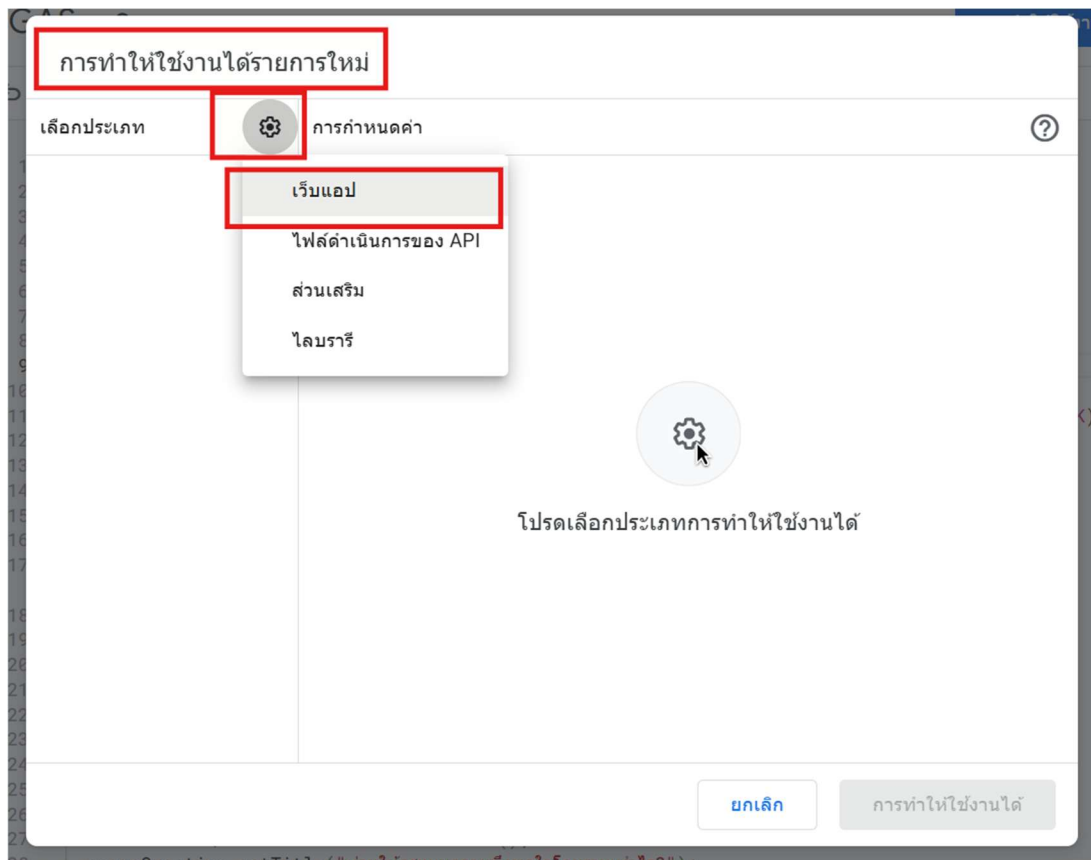 การทำให้ใช้งานได้รายการใหม่
เลือกประเภท
การกำหนดค่า
เว็บแอป
ไฟล์ดำเนินการของ API
ส่วนเสริม
ไลบรารี
โปรดเลือกประเภทการทำให้ใช้งานได้
ยกเลิก
การทำให้ใช้งานได้